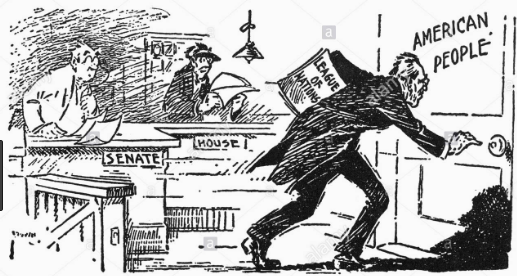 AMERICAN
PEOPLE
LEAGUE
OF
NATIONS
HOUSE
SENATE
a
a